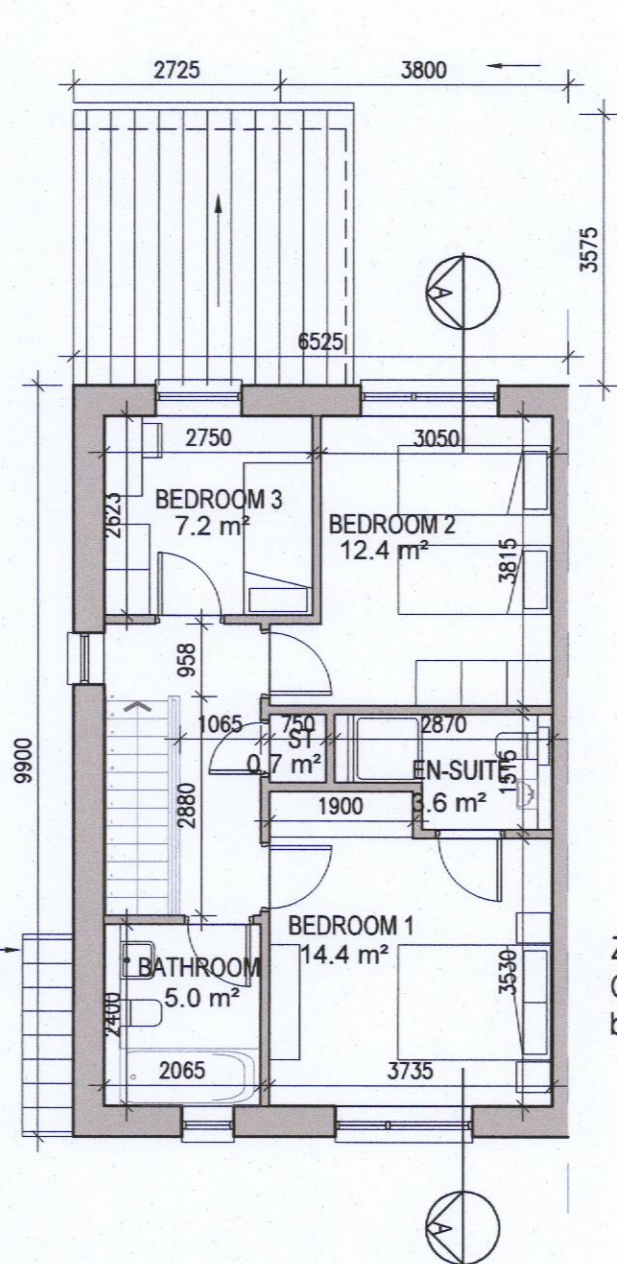 2725
3800
3575
A
6525
2750
3050
2623
BEDROOM 3
7.2 m²
BEDROOM 2
12.4 m²
3815
958
9900
1065
750
2870
ST
0.7 m²
EN-SUITE
3.6 m²
1515
2880
1900
BEDROOM 1
14.4 m²
3530
BATHROOM
5.0 m²
2400
2065
3735
A